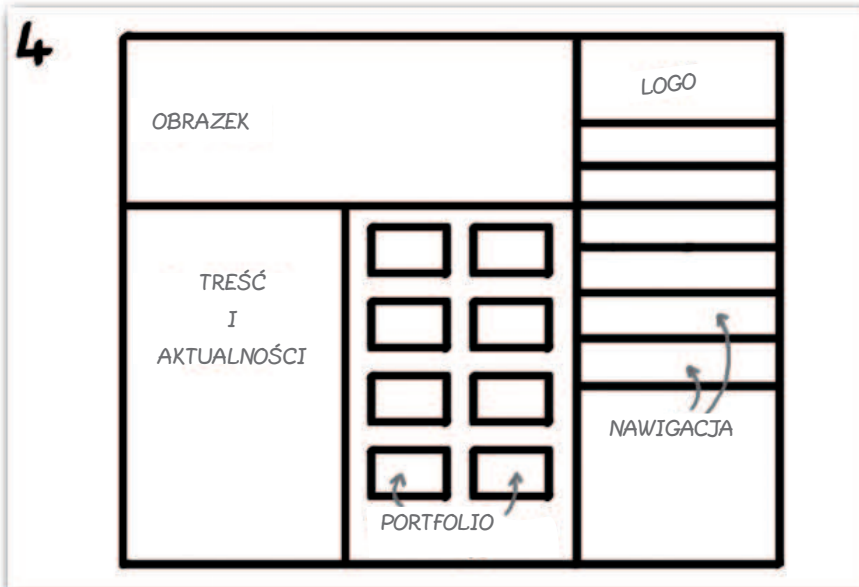 4
OBRAZEK
LOGO
TREŚĆ
I
AKTUALNOŚCI
NAWIGACJA
PORTFOLIO